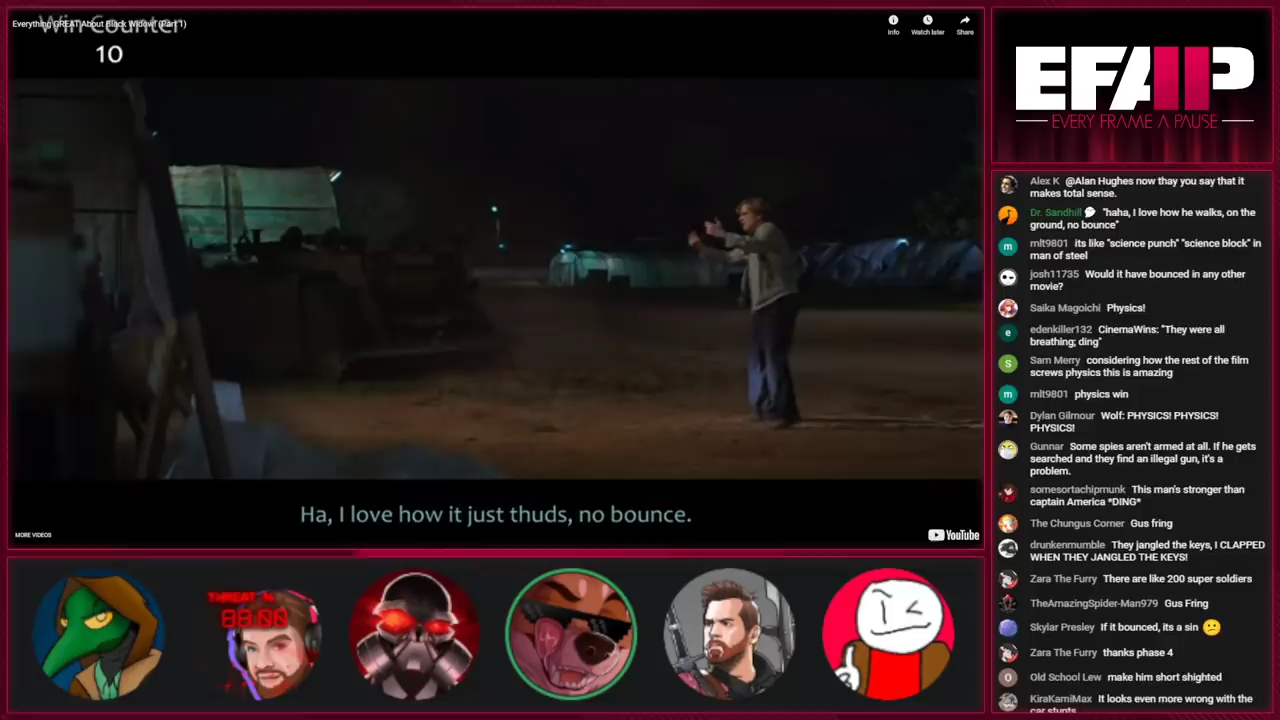 Everything GREAT About Black Widow! (Part 1)
Win Counter
10
Info
Watch later
Share
Ha, I love how it just thuds, no bounce.
MORE VIDEOS
YouTube
THREAT %
88.00
EFAP
EVERY FRAME A PAUSE
Alex K @Alan Hughes now thay you say that it
makes total sense.
Dr. Sandhill "haha, I love how he walks, on the
ground, no bounce"
m
mlt9801 its like "science punch" "science block" in
man of steel
josh11735 Would it have bounced in any other
movie?
Saika Magoichi Physics!
e
edenkiller132 CinemaWins: "They were all
breathing; ding"
S
Sam Merry considering how the rest of the film
screws physics this is amazing
m
mlt9801 physics win
Dylan Gilmour Wolf: PHYSICS! PHYSICS!
PHYSICS!
Gunnar Some spies aren't armed at all. If he gets
searched and they find an illegal gun, it's a
problem.
somesortachipmunk This man's stronger than
captain America *DING*
The Chungus Corner Gus fring
drunkenmumble They jangled the keys, I CLAPPED
WHEN THEY JANGLED THE KEYS!
Zara The Furry There are like 200 super soldiers
TheAmazingSpider-Man979 Gus Fring
Skylar Presley If it bounced, its a sin 😕
Zara The Furry thanks phase 4
O
Old School Lew make him short shighted
KiraKamiMax It looks even more wrong with the
car stunts